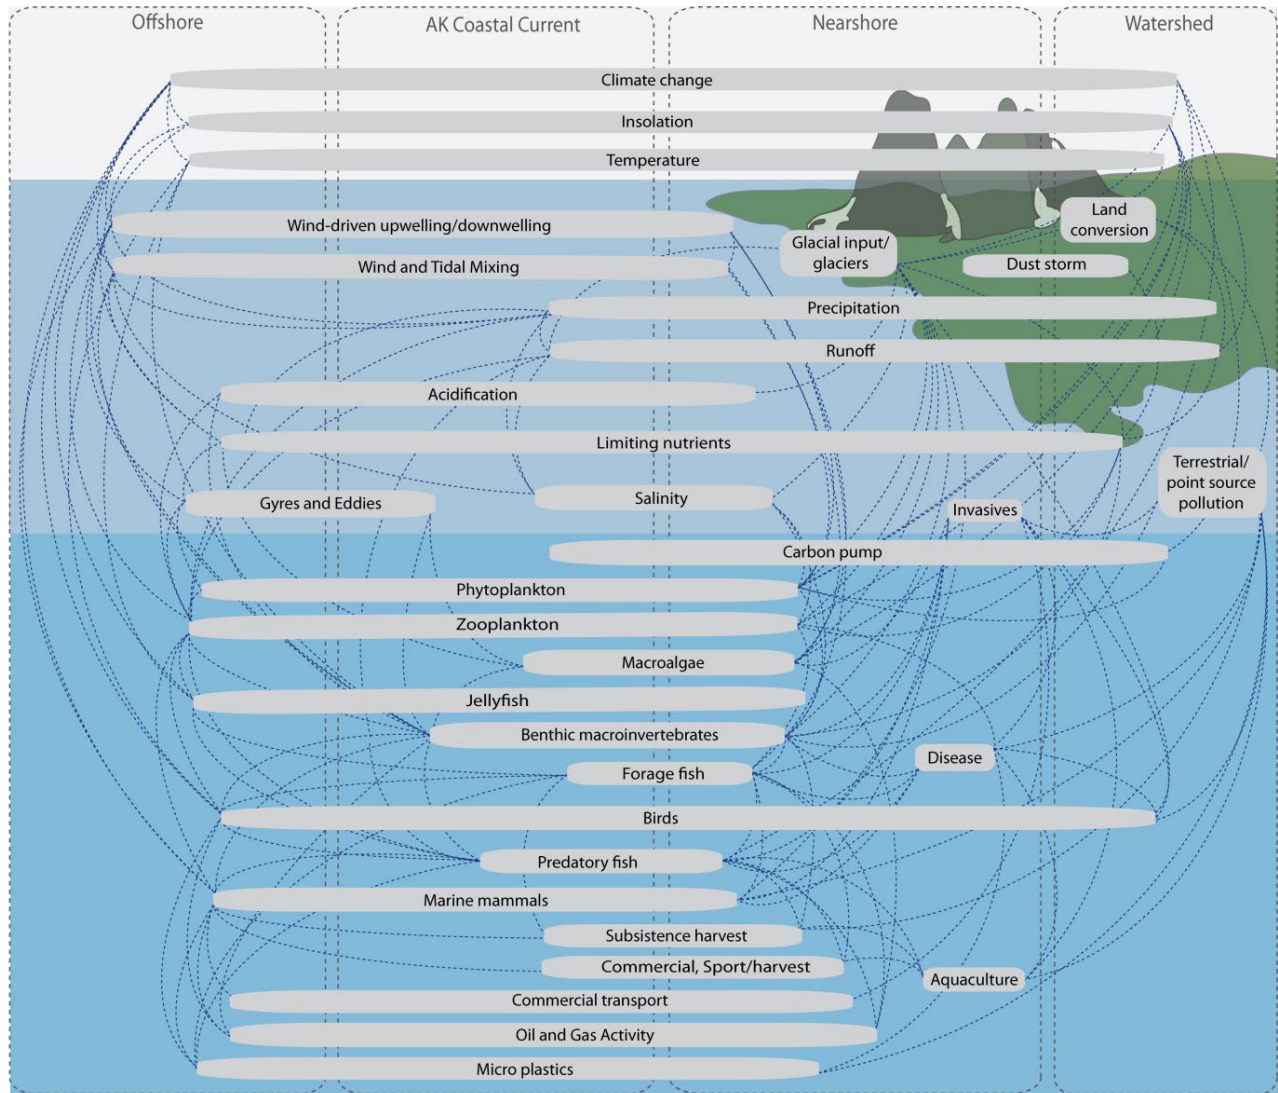 Offshore
AK Coastal Current
Nearshore
Watershed
Climate change
Insolation
Temperature
Wind-driven upwelling/downwelling
Land
conversion
Glacial input/
glaciers
Wind and Tidal Mixing
Dust storm
Precipitation
Runoff
Acidification
Limiting nutrients
Terrestrial/
point source
pollution
Gyres and Eddies
Salinity
Invasives
Carbon pump
Phytoplankton
Zooplankton
Macroalgae
Jellyfish
Benthic macroinvertebrates
Disease
Forage fish
Birds
Predatory fish
Marine mammals
Subsistence harvest
Commercial, Sport/harvest
Aquaculture
Commercial transport
Oil and Gas Activity
Micro plastics